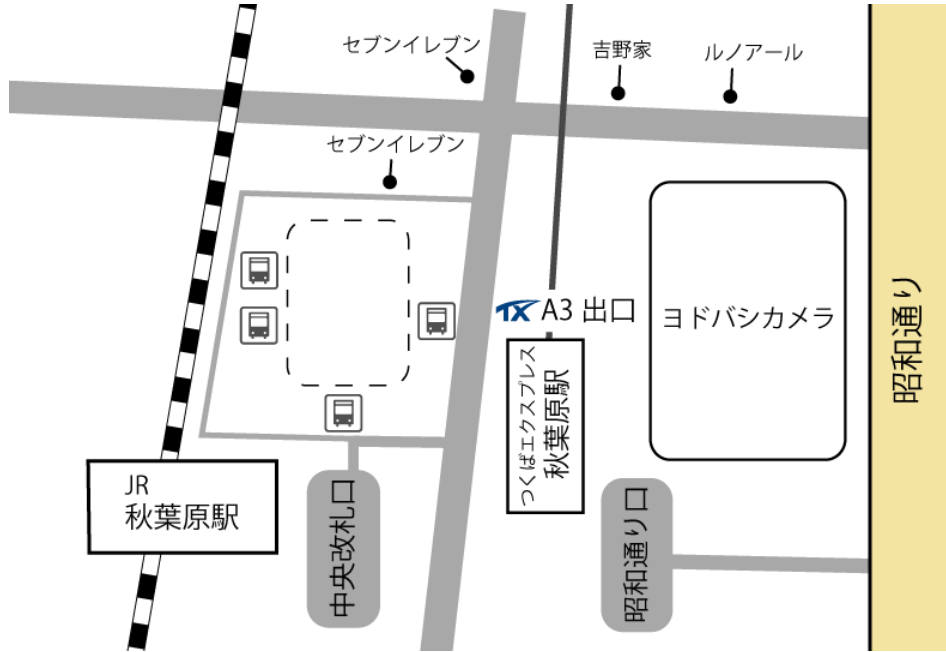 セブンイレブン
吉野家
ルノアール
セブンイレブン
TX A3 出口
ヨドバシカメラ
昭和通り
つくばエクスプレス
秋葉原駅
JR
秋葉原駅
中央改札口
昭和通り口